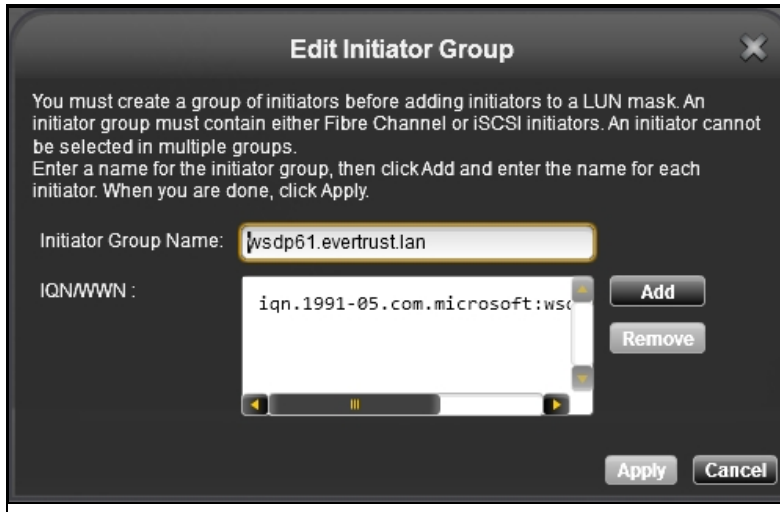 Edit Initiator Group
You must create a group of initiators before adding initiators to a LUN mask. An
initiator group must contain either Fibre Channel or iSCSI initiators. An initiator cannot
be selected in multiple groups.
Enter a name for the initiator group, then click Add and enter the name for each
initiator. When you are done, click Apply.
Initiator Group Name:
wsdp61.evertrust.lan
IQN/WWN :
iqn.1991-05.com.microsoft:wsd
Add
Remove
Apply
Cancel